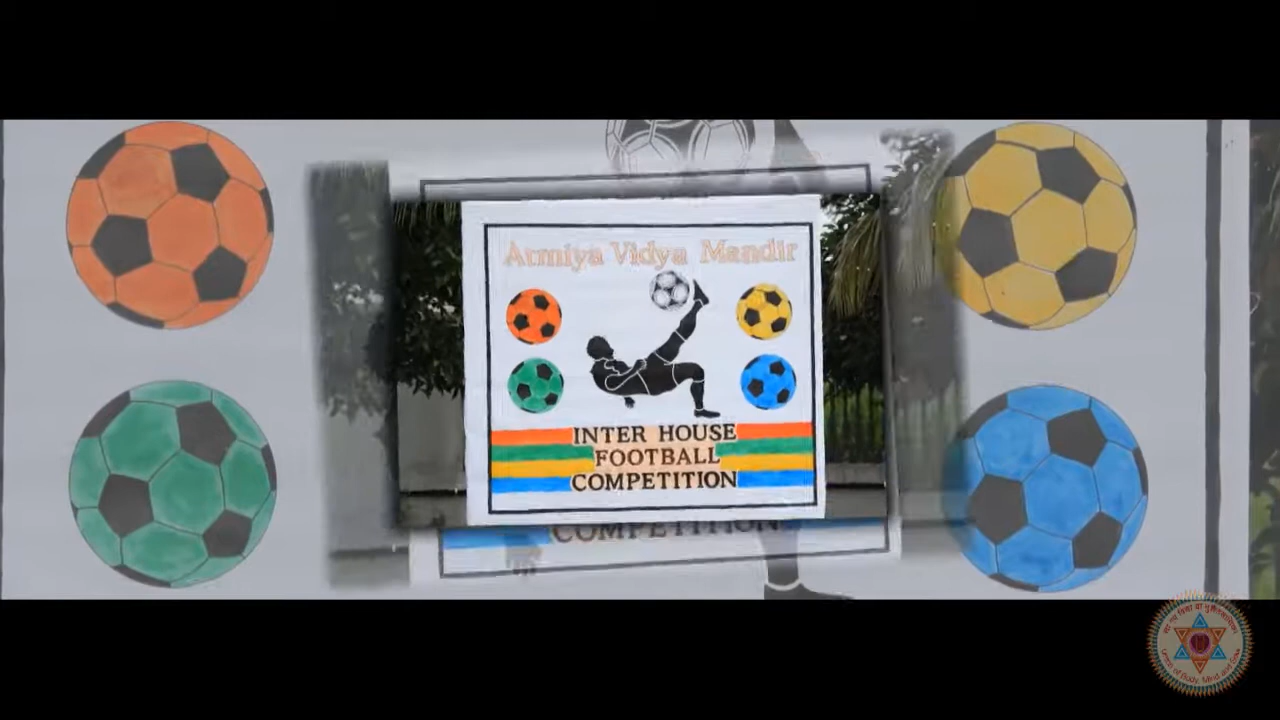 Atmiya Vidya Mandir
INTER HOUSE
FOOTBALL
COMPETITION
COMPETITION